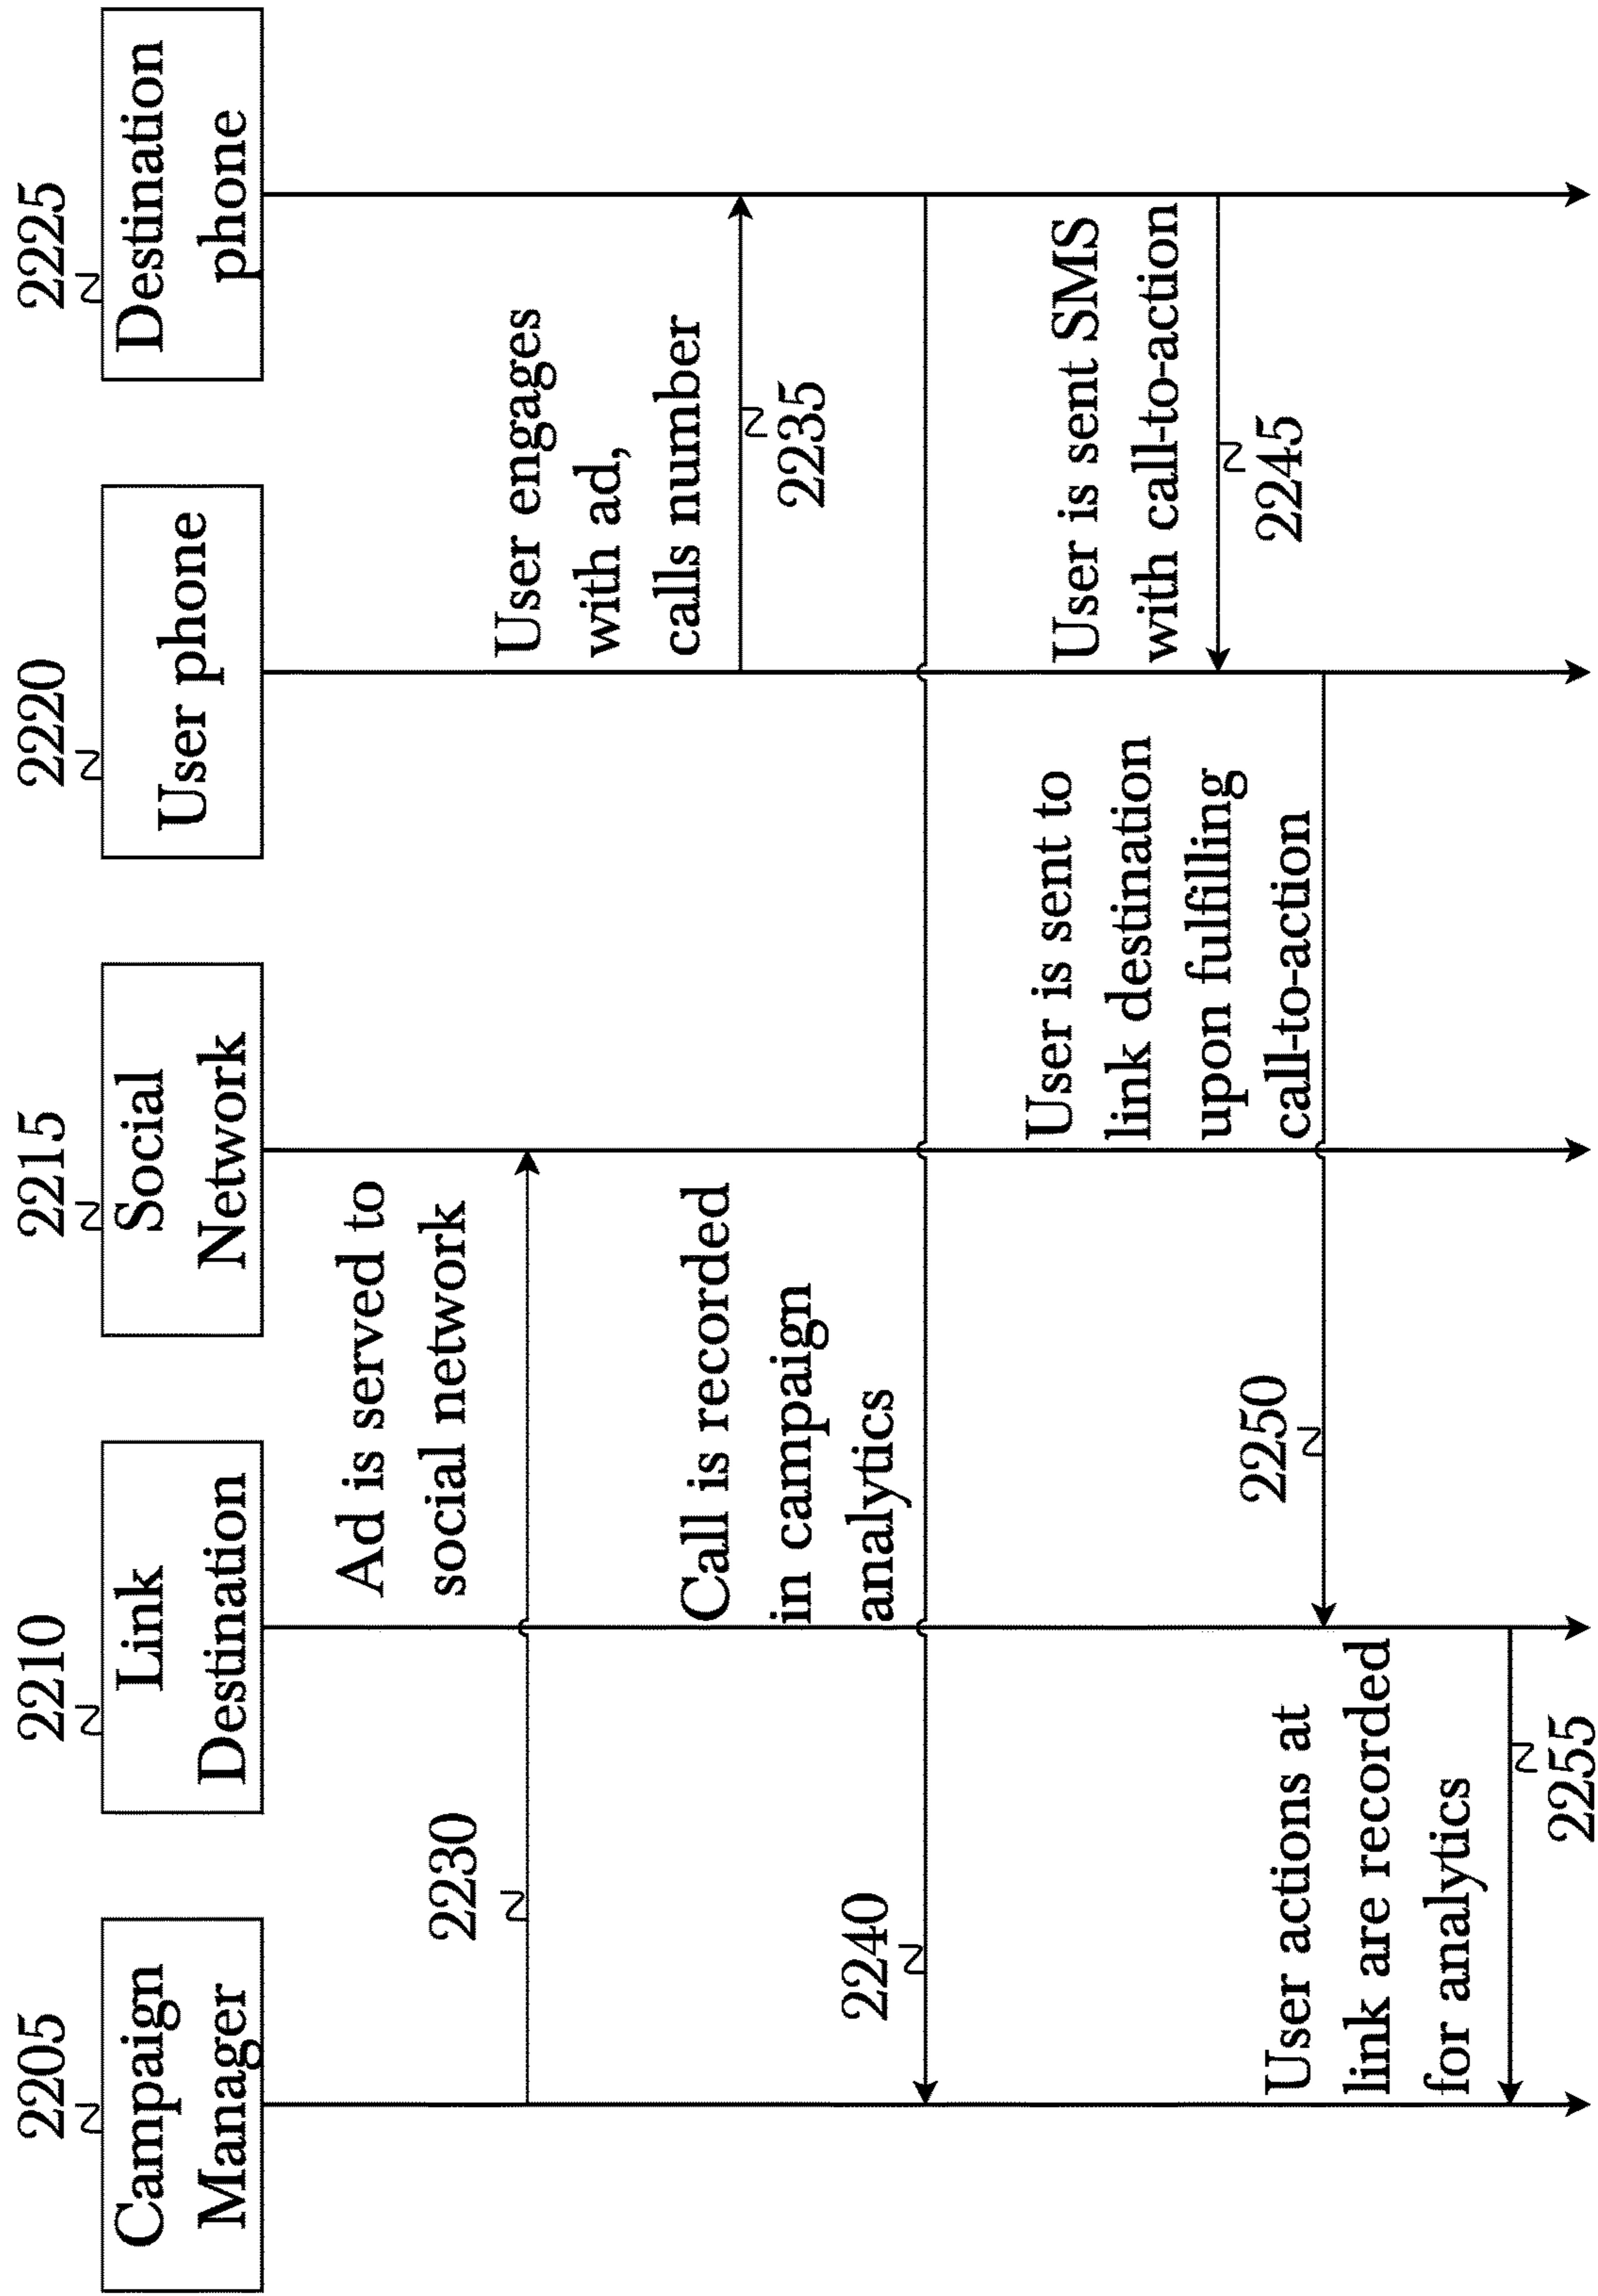 2205
Campaign
Manager
2210
Link
Destination
2215
Social
Network
2220
User phone
2225
Destination
phone
Ad is served to
social network
2230
User engages
with ad,
calls number
2235
Call is recorded
in campaign
analytics
2240
User is sent SMS
with call-to-action
2245
User is sent to
link destination
upon fulfilling
call-to-action
2250
User actions at
link are recorded
for analytics
2255